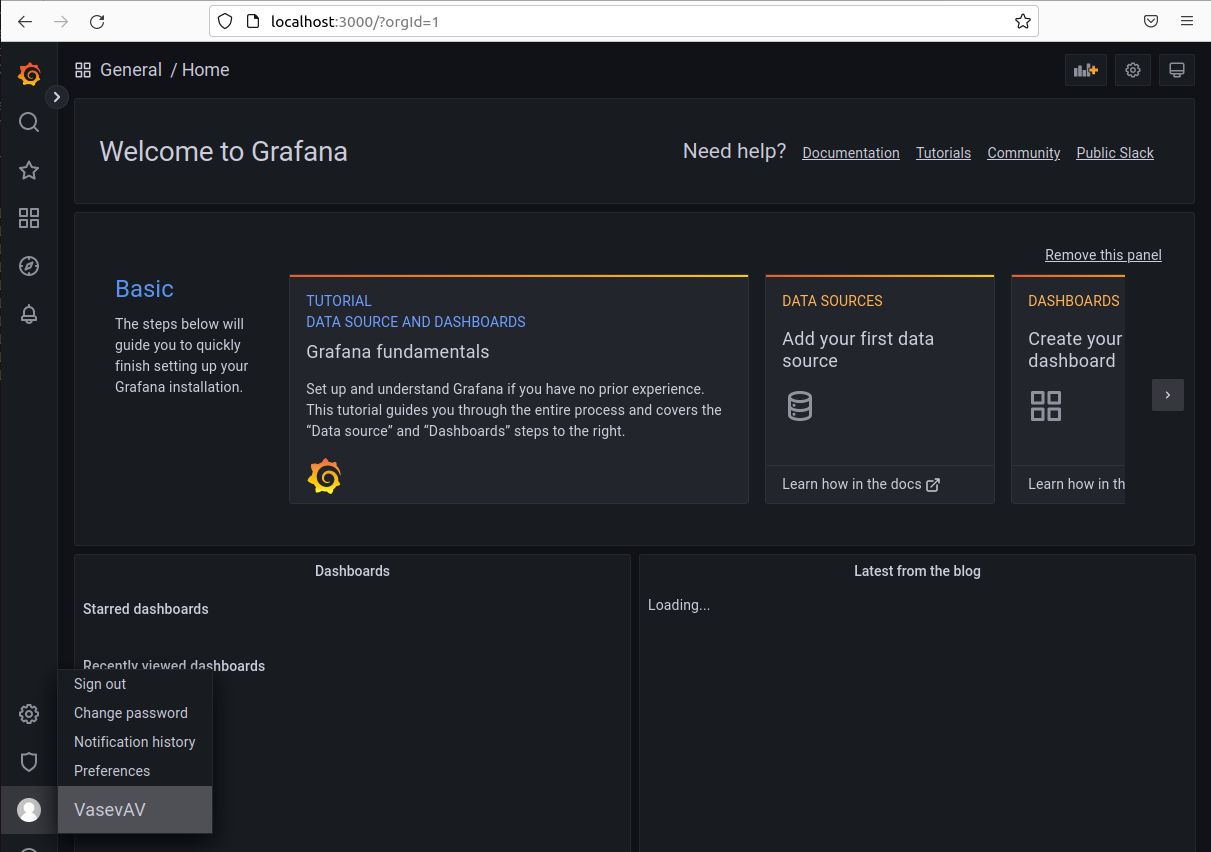 localhost:3000/?orgId=1
General / Home
Welcome to Grafana
Need help? Documentation Tutorials Community Public Slack
Remove this panel
Basic
The steps below will
guide you to quickly
finish setting up your
Grafana installation.
TUTORIAL
DATA SOURCE AND DASHBOARDS
Grafana fundamentals
Set up and understand Grafana if you have no prior experience.
This tutorial guides you through the entire process and covers the
“Data source” and “Dashboards” steps to the right.
DATA SOURCES
Add your first data
source
Learn how in the docs
DASHBOARDS
Create your
dashboard
Learn how in th
Dashboards
Starred dashboards
Recently viewed dashboards
Latest from the blog
Loading...
Sign out
Change password
Notification history
Preferences
VasevAV